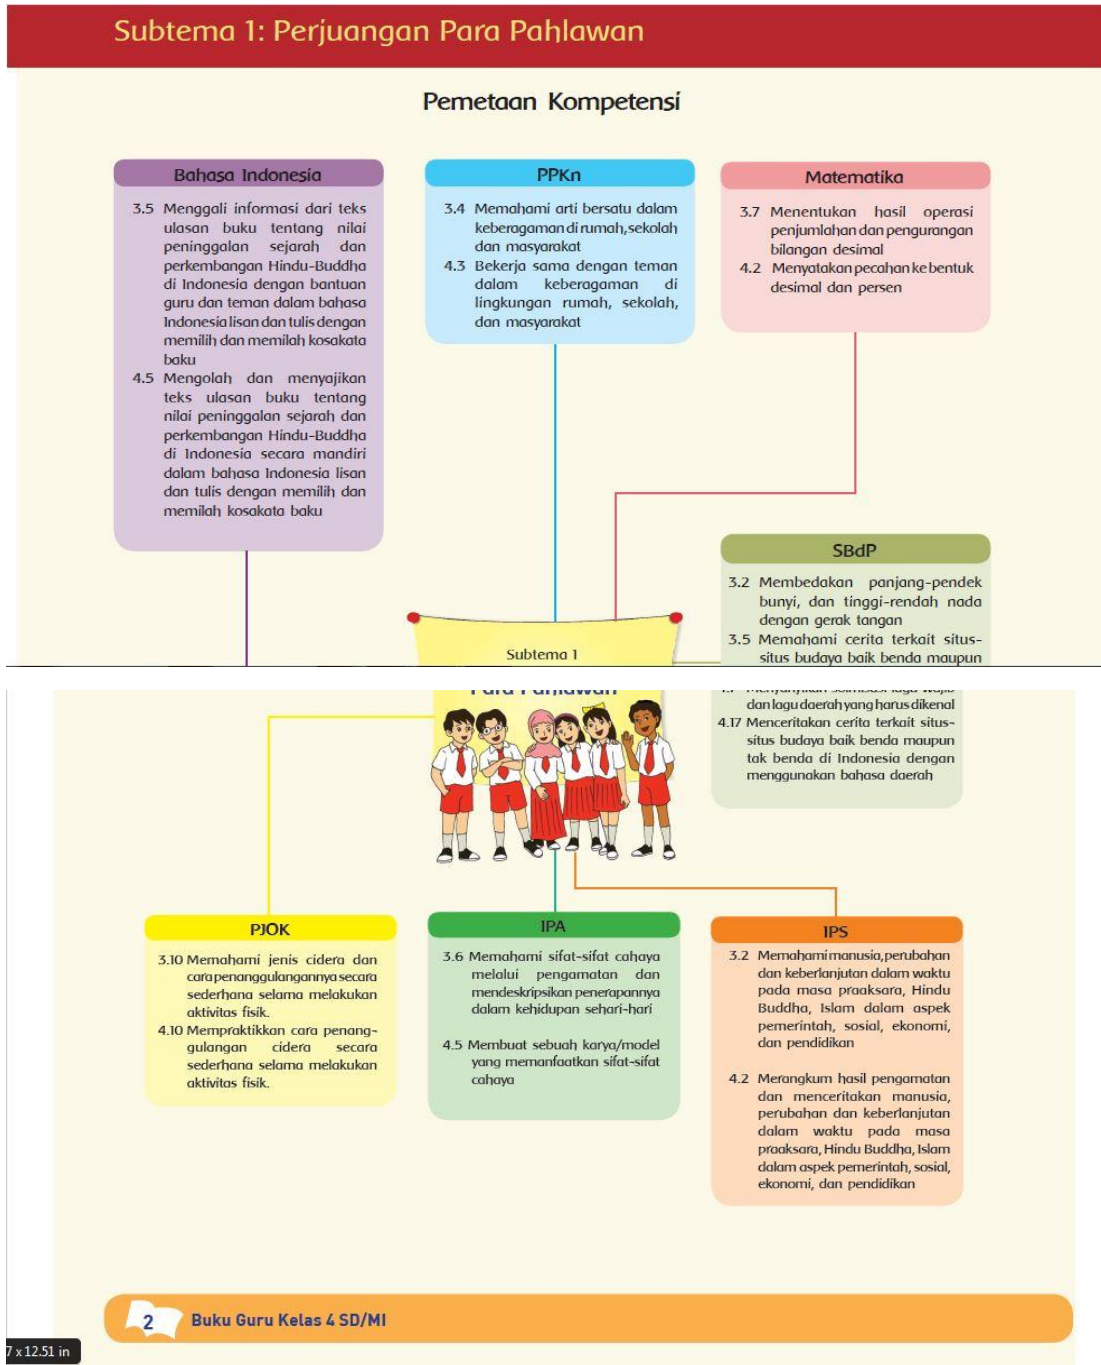 Subtema 1: Perjuangan Para Pahlawan
Pemetaan Kompetensi
Bahasa Indonesia
3.5 Menggali informasi dari teks
ulasan buku tentang nilai
peninggalan sejarah dan
perkembangan Hindu-Buddha
di Indonesia dengan bantuan
guru dan teman dalam bahasa
Indonesia lisan dan tulis dengan
memilih dan memilah kosakata
baku
4.5 Mengolah dan menyajikan
teks ulasan buku tentang
nilai peninggalan sejarah dan
perkembangan Hindu-Buddha
di Indonesia secara mandiri
dalam bahasa Indonesia lisan
dan tulis dengan memilih dan
memilah kosakata baku
PPKn
3.4 Memahami arti bersatu dalam
keberagaman di rumah, sekolah
dan masyarakat
4.3 Bekerja sama dengan teman
dalam keberagaman di
lingkungan rumah, sekolah,
dan masyarakat
Matematika
3.7 Menentukan hasil operasi
penjumlahan dan pengurangan
bilangan desimal
4.2 Menyatakan pecahan ke bentuk
desimal dan persen
SBdP
3.2 Membedakan panjang-pendek
bunyi, dan tinggi-rendah nada
dengan gerak tangan
3.5 Memahami cerita terkait situs-
situs budaya baik benda maupun
Subtema 1
Para Pahlawan
lagu wajib
dan lagu daerah yang harus dikenal
4.17 Menceritakan cerita terkait situs-
situs budaya baik benda maupun
tak benda di Indonesia dengan
menggunakan bahasa daerah
PJOK
3.10 Memahami jenis cidera dan
cara penanggulangannya secara
sederhana selama melakukan
aktivitas fisik.
4.10 Mempraktikkan cara penang-
gulangan cidera secara
sederhana selama melakukan
aktivitas fisik.
IPA
3.6 Memahami sifat-sifat cahaya
melalui pengamatan dan
mendeskripsikan penerapannya
dalam kehidupan sehari-hari
4.5 Membuat sebuah karya/model
yang memanfaatkan sifat-sifat
cahaya
IPS
3.2 Memahami manusia, perubahan
dan keberlanjutan dalam waktu
pada masa praaksara, Hindu
Buddha, Islam dalam aspek
pemerintah, sosial, ekonomi,
dan pendidikan
4.2 Merangkum hasil pengamatan
dan menceritakan manusia,
perubahan dan keberlanjutan
dalam waktu pada masa
praaksara, Hindu Buddha, Islam
dalam aspek pemerintah, sosial,
ekonomi, dan pendidikan
2 Buku Guru Kelas 4 SD/MI
7 x 12.51 in